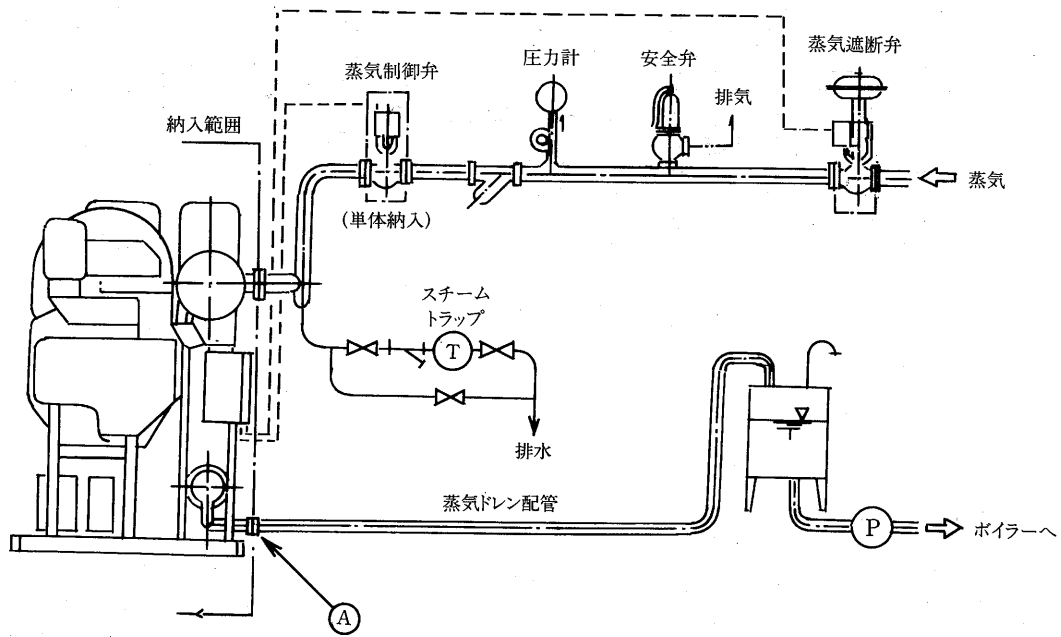 蒸気遮断弁
圧力計
安全弁
蒸気制御弁
排気
納入範囲
蒸気
(単体納入)
スチーム
トラップ
T
排水
蒸気ドレン配管
P
ボイラーへ
A